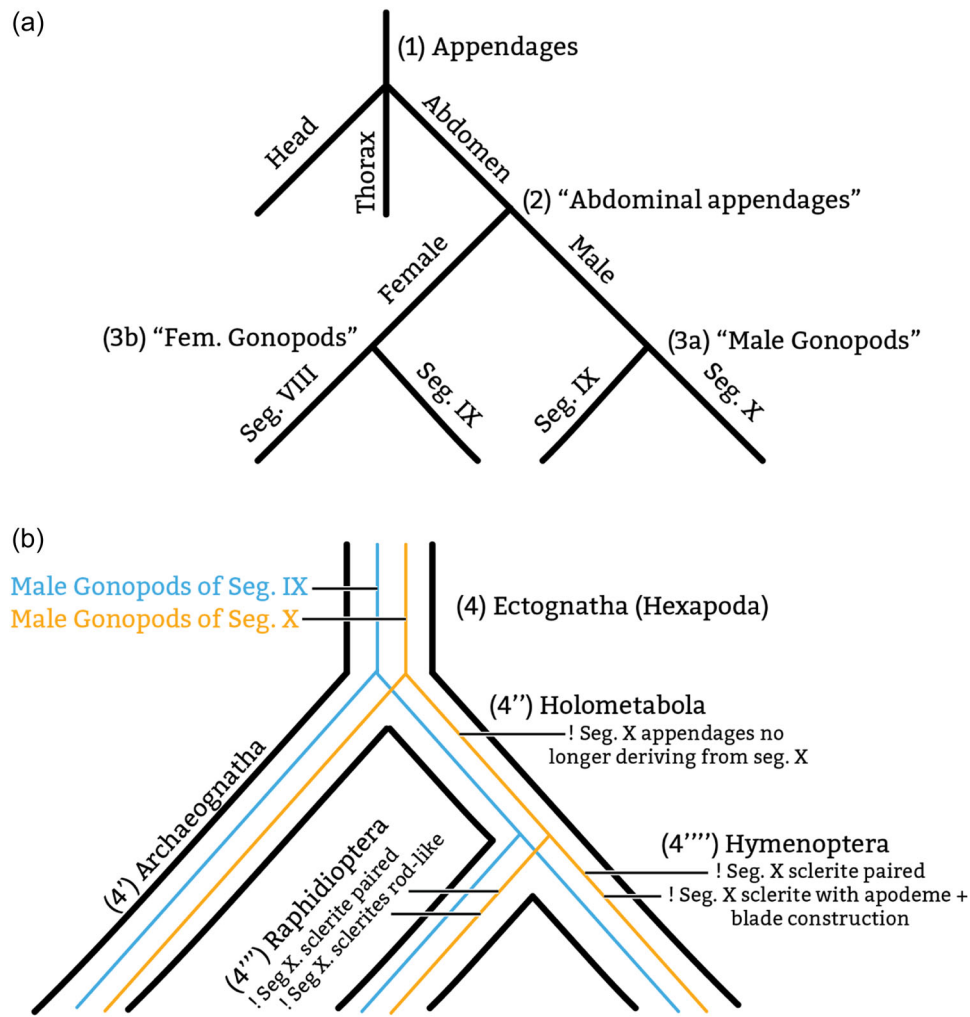 (a)
(1) Appendages
Head
Thorax
Abdomen
(2) “Abdominal appendages”
Female
Male
(3b) “Fem. Gonopods”
(3a) “Male Gonopods”
Seg. VIII
Seg. IX
Seg. IX
Seg. X
(b)
Male Gonopods of Seg. IX
Male Gonopods of Seg. X
(4) Ectognatha (Hexapoda)
(4'') Holometabola
! Seg. X appendages no
longer deriving from seg. X
(4') Archaeognatha
(4''') Raphidioptera
! Seg X. sclerite paired
! Seg X. sclerites rod-like
(4'''') Hymenoptera
! Seg. X sclerite paired
! Seg. X sclerite with apodeme +
blade construction